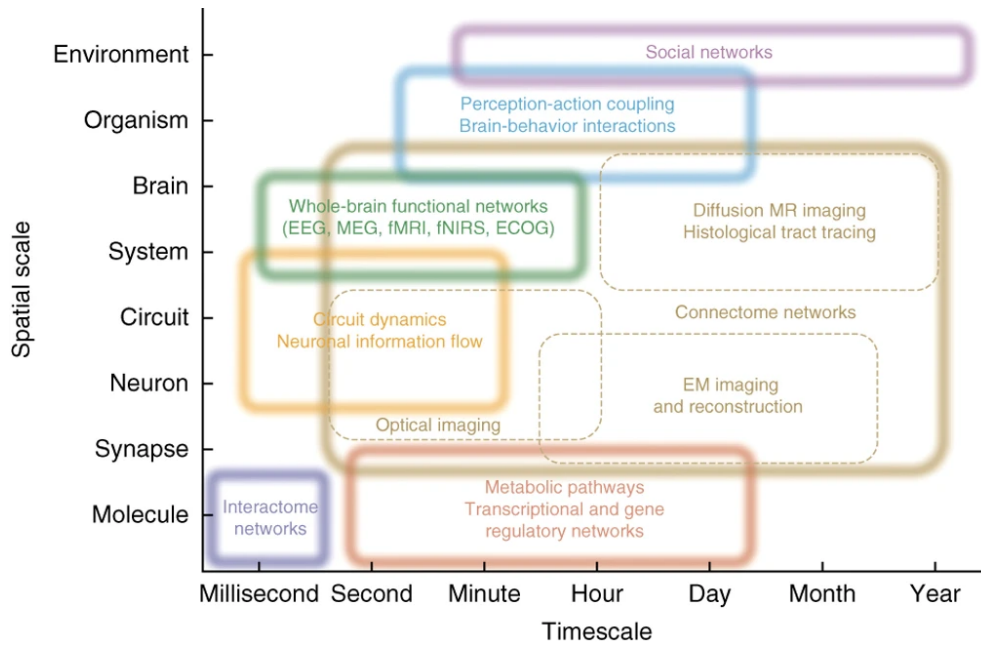 Environment
Social networks
Perception-action coupling
Organism
Brain-behavior interactions
Brain
Whole-brain functional networks
(EEG, MEG, fMRI, fNIRS, ECOG)
Diffusion MR imaging
Histological tract tracing
System
Circuit
Circuit dynamics
Neuronal information flow
Connectome networks
Neuron
EM imaging
and reconstruction
Optical imaging
Synapse
Metabolic pathways
Transcriptional and gene
regulatory networks
Molecule
Interactome
networks
Spatial scale
Millisecond Second Minute Hour Day Month Year
Timescale